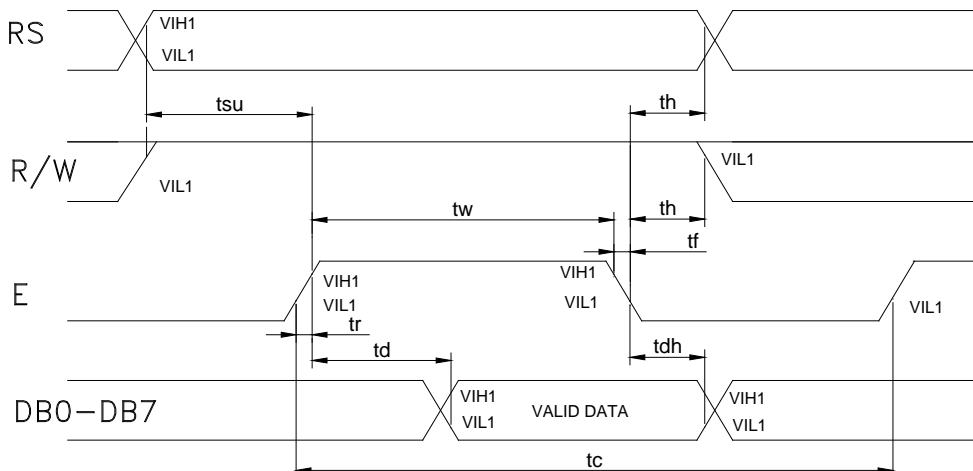 RS
VIH1
VIL1
tsu
th
R/W
VIL1
VIL1
tw
th
tf
E
VIH1
VIL1
VIH1
VIL1
VIL1
tr
td
tdh
DB0-DB7
VIH1
VIL1
VALID DATA
VIH1
VIL1
tc